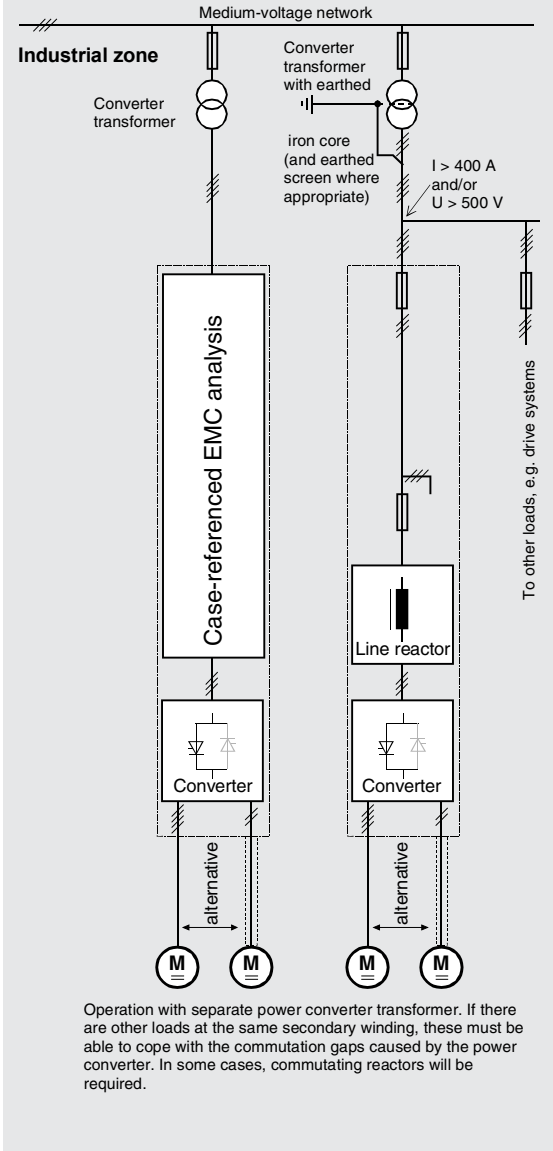 Medium-voltage network
Industrial zone
Converter
transformer
Converter
transformer
with earthed
iron core
(and earthed
screen where
appropriate)
I > 400 A
and/or
U > 500 V
Case-referenced EMC analysis
To other loads, e.g. drive systems
Line reactor
Converter
Converter
alternative
alternative
M
M
M
M
Operation with separate power converter transformer. If there
are other loads at the same secondary winding, these must be
able to cope with the commutation gaps caused by the power
converter. In some cases, commutating reactors will be
required.